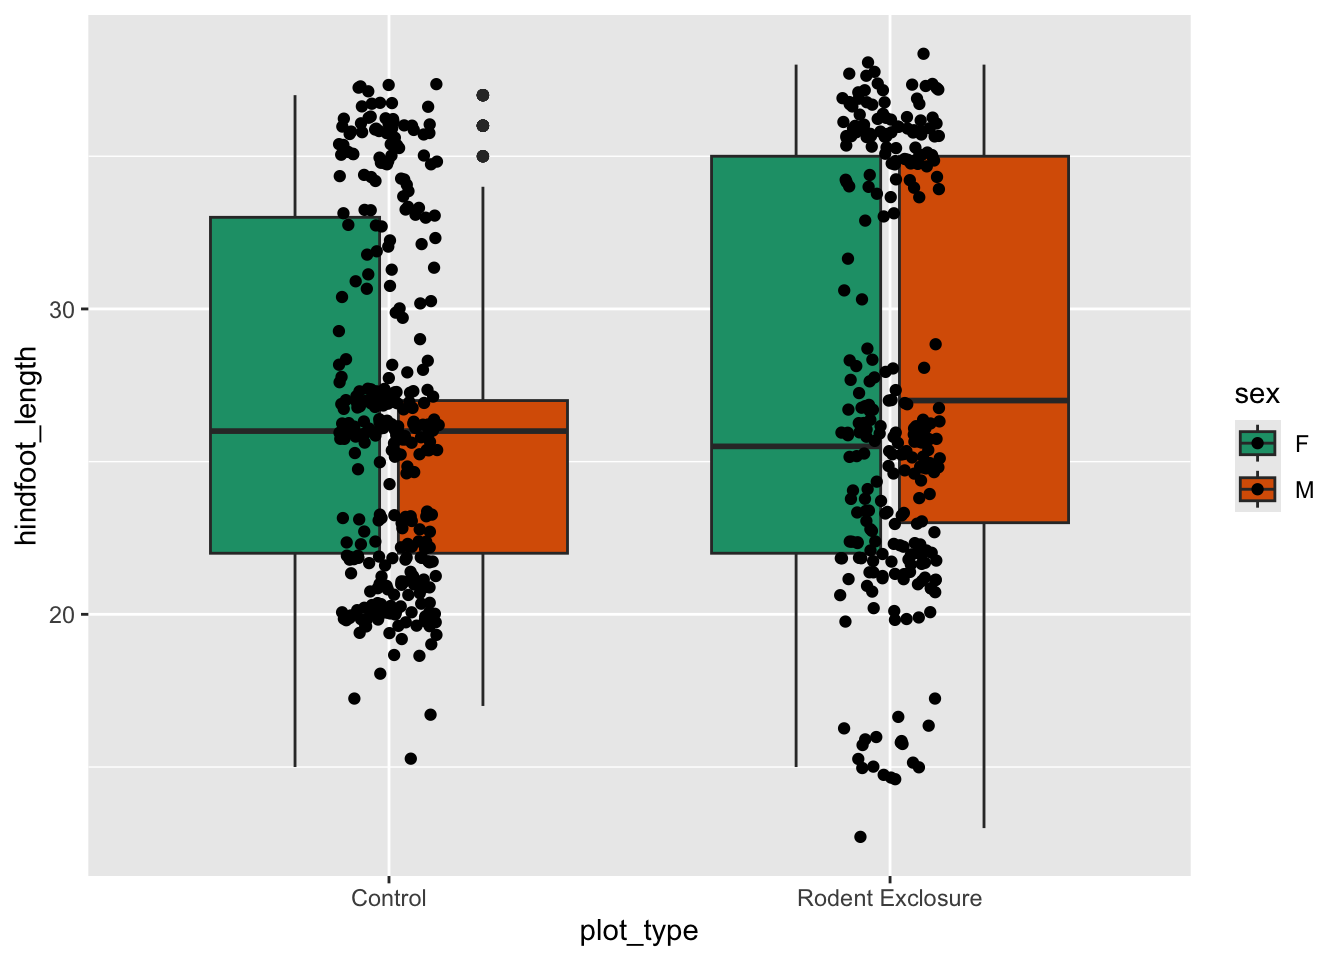 hindfoot_length
30
20
Control
Rodent Exclosure
plot_type
sex
F
M